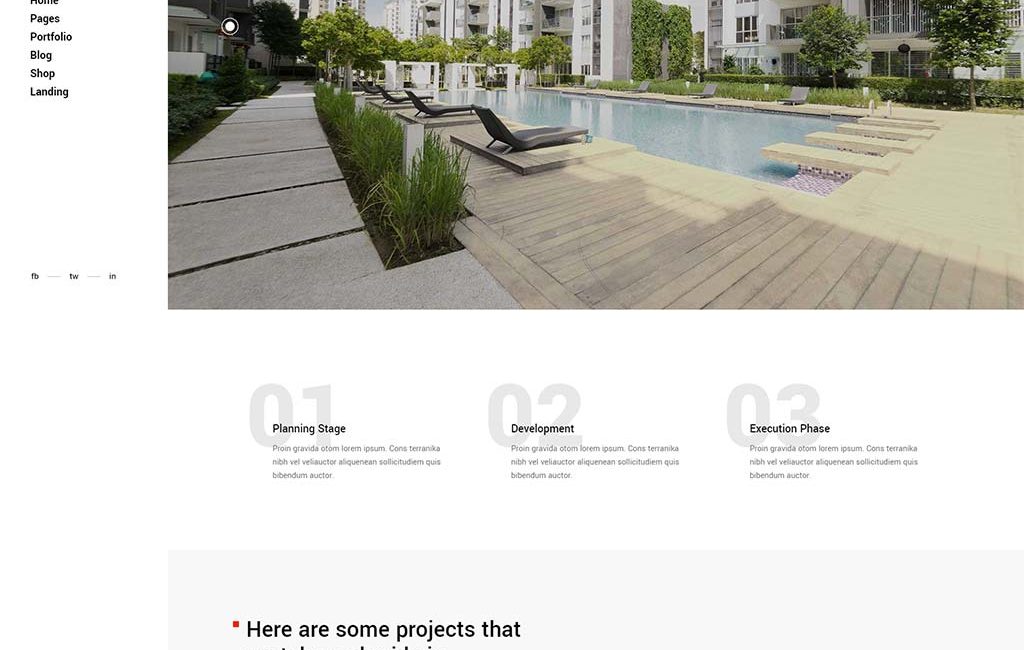 Home
Pages
Portfolio
Blog
Shop
Landing
fb — tw — in
01
Planning Stage
Proin gravida otom lorem ipsum. Cons terranika
nibh vel veliauctor aliquenean sollicitudiem quis
bibendum auctor.
02
Development
Proin gravida otom lorem ipsum. Cons terranika
nibh vel veliauctor aliquenean sollicitudiem quis
bibendum auctor.
03
Execution Phase
Proin gravida otom lorem ipsum. Cons terranika
nibh vel veliauctor aliquenean sollicitudiem quis
bibendum auctor.
Here are some projects that